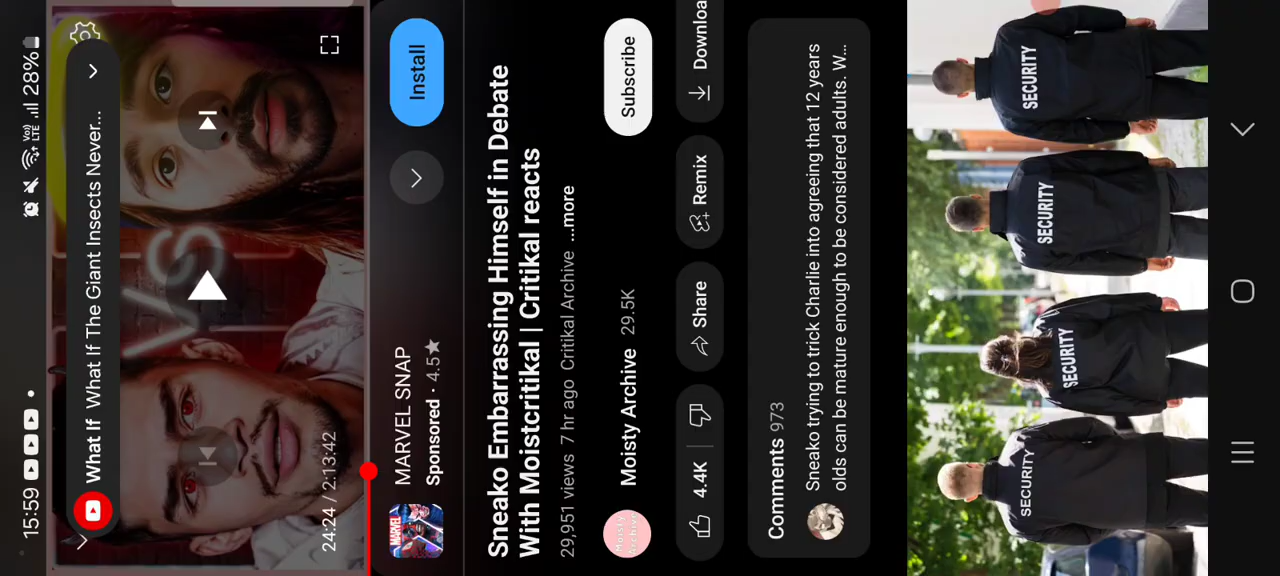 15:59
28%
What If What If The Giant Insects Never...
VS
24:24 / 2:13:42
MARVEL SNAP
Sponsored · 4.5★
Install
Sneako Embarrassing Himself in Debate
With Moistcritikal | Critikal reacts
29,951 views 7 hr ago Critikal Archive ...more
Moisty Archive 29.5K
Subscribe
4.4K
Share
Remix
Downloa
Comments 973
Sneako trying to trick Charlie into agreeing that 12 years
olds can be mature enough to be considered adults. W...
SECURITY
SECURITY
SECURITY
SECURITY